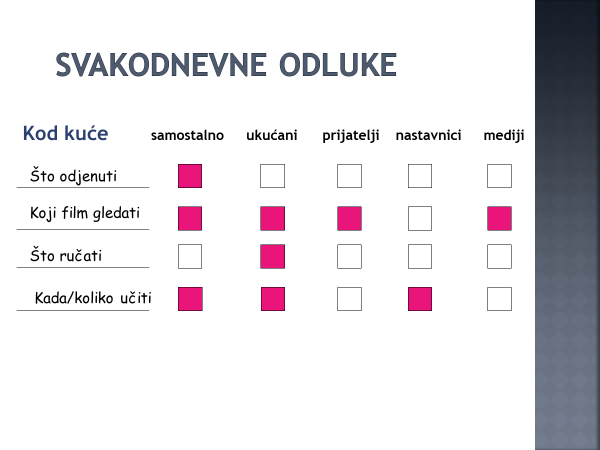 SVAKODNEVNE ODLUKE
Kod kuće samostalno ukućani prijatelji nastavnici mediji
Što odjenuti
Koji film gledati
Što ručati
Kada/koliko učiti